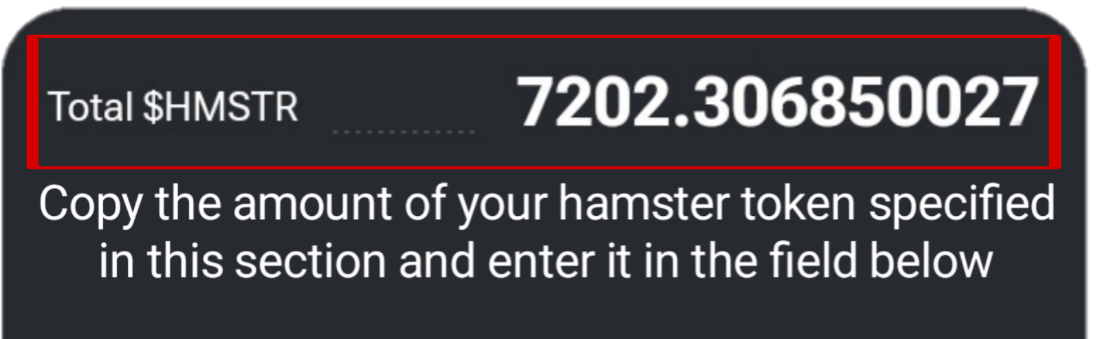 Total $HMSTR 7202.306850027
Copy the amount of your hamster token specified
in this section and enter it in the field below